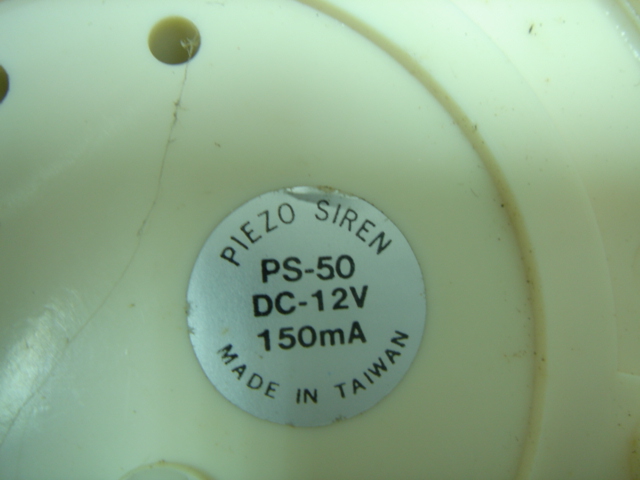 PIEZO SIREN
PS-50
DC-12V
150mA
MADE IN TAIWAN